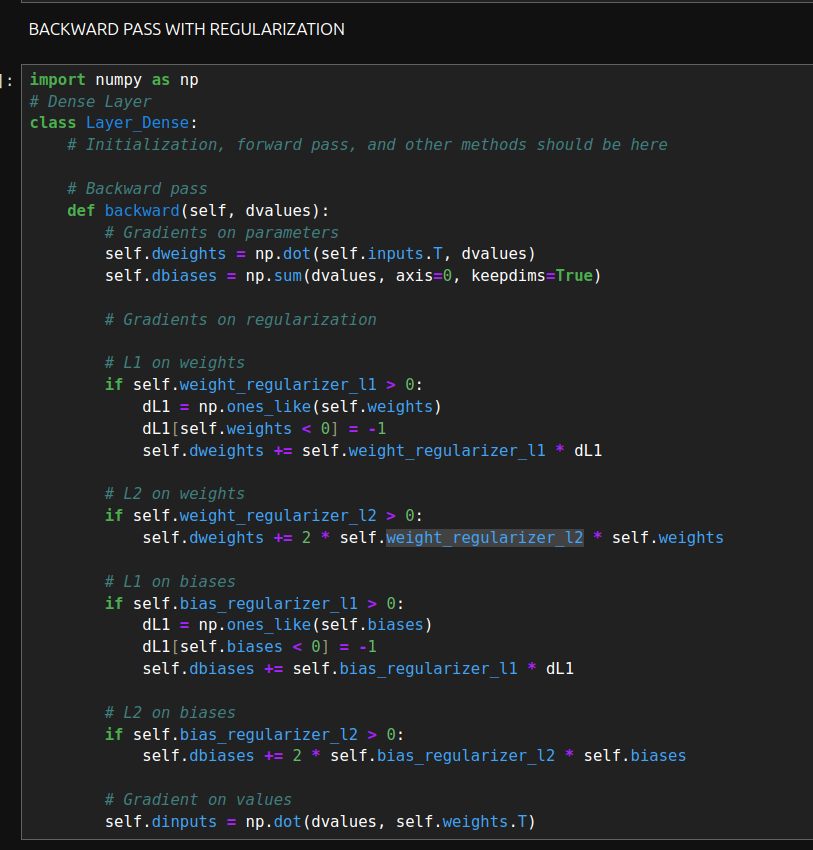 BACKWARD PASS WITH REGULARIZATION
]:
import numpy as np
# Dense Layer
class Layer_Dense:
    # Initialization, forward pass, and other methods should be here
    # Backward pass
    def backward(self, dvalues):
        # Gradients on parameters
        self.dweights = np.dot(self.inputs.T, dvalues)
        self.dbiases = np.sum(dvalues, axis=0, keepdims=True)
        # Gradients on regularization
        # L1 on weights
        if self.weight_regularizer_l1 > 0:
            dL1 = np.ones_like(self.weights)
            dL1[self.weights < 0] = -1
            self.dweights += self.weight_regularizer_l1 * dL1
        # L2 on weights
        if self.weight_regularizer_l2 > 0:
            self.dweights += 2 * self.weight_regularizer_l2 * self.weights
        # L1 on biases
        if self.bias_regularizer_l1 > 0:
            dL1 = np.ones_like(self.biases)
            dL1[self.biases < 0] = -1
            self.dbiases += self.bias_regularizer_l1 * dL1
        # L2 on biases
        if self.bias_regularizer_l2 > 0:
            self.dbiases += 2 * self.bias_regularizer_l2 * self.biases
        # Gradient on values
        self.dinputs = np.dot(dvalues, self.weights.T)